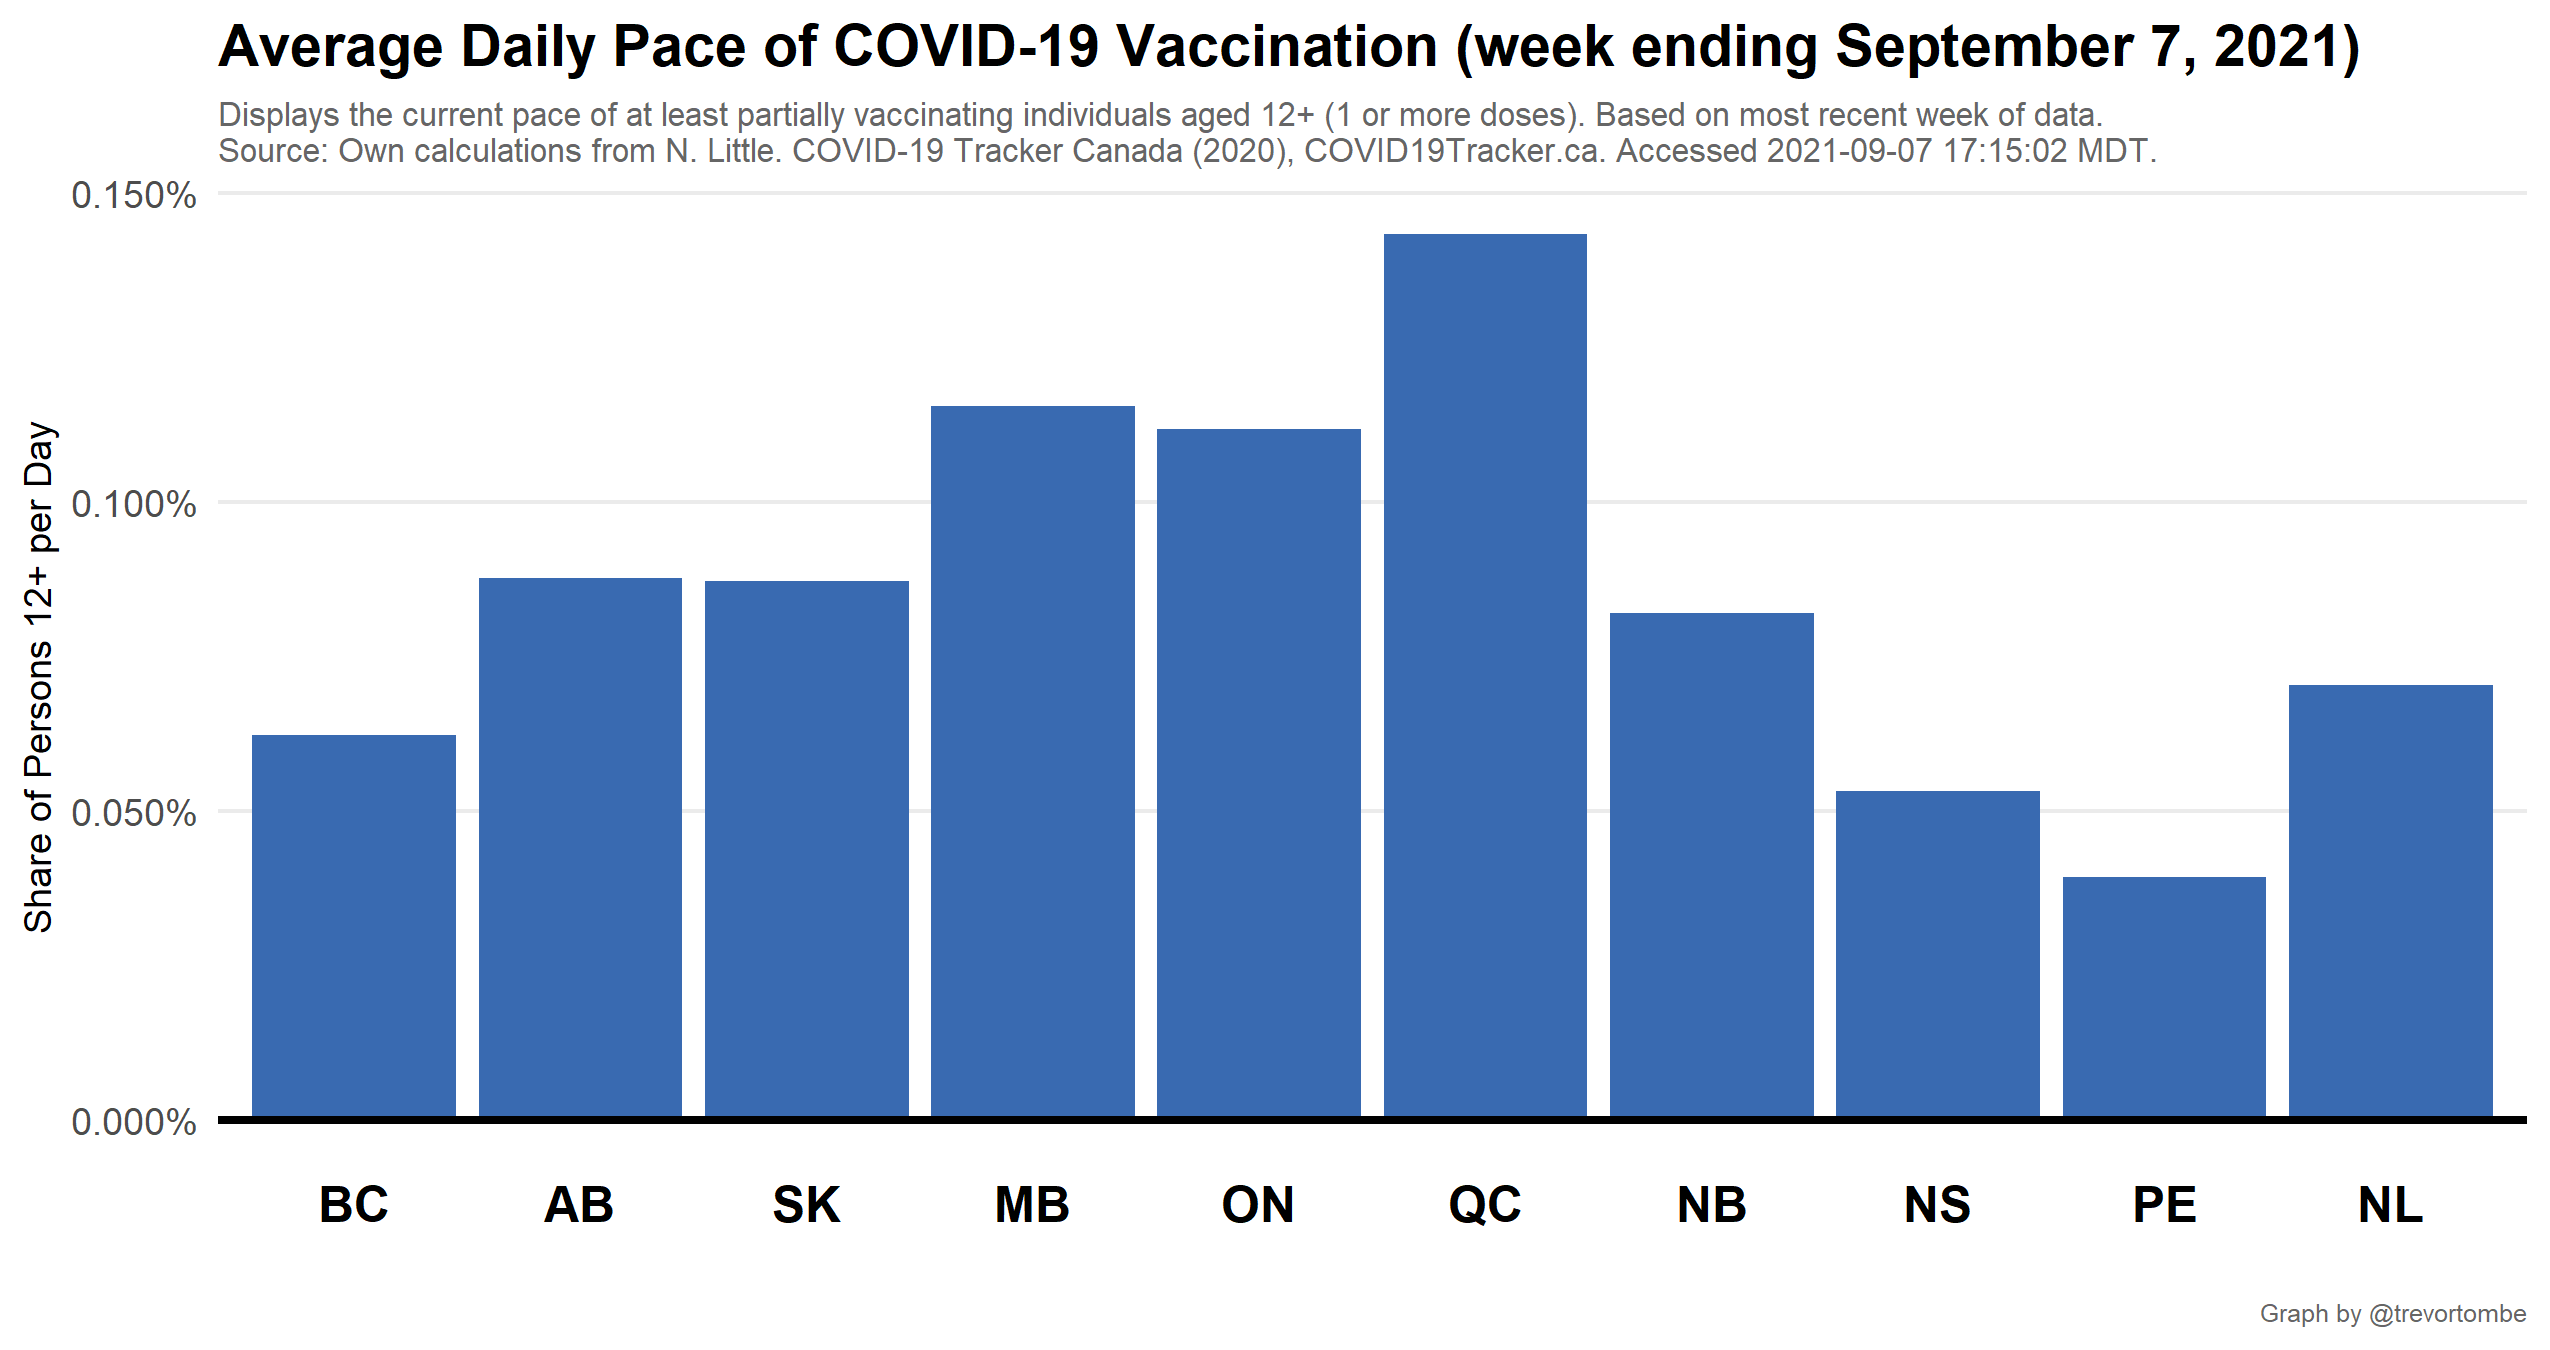 Average Daily Pace of COVID-19 Vaccination (week ending September 7, 2021)
Displays the current pace of at least partially vaccinating individuals aged 12+ (1 or more doses). Based on most recent week of data.
Source: Own calculations from N. Little. COVID-19 Tracker Canada (2020), COVID19Tracker.ca. Accessed 2021-09-07 17:15:02 MDT.
Share of Persons 12+ per Day
0.150%
0.100%
0.050%
0.000%
BC AB SK MB ON QC NB NS PE NL
Graph by @trevortombe